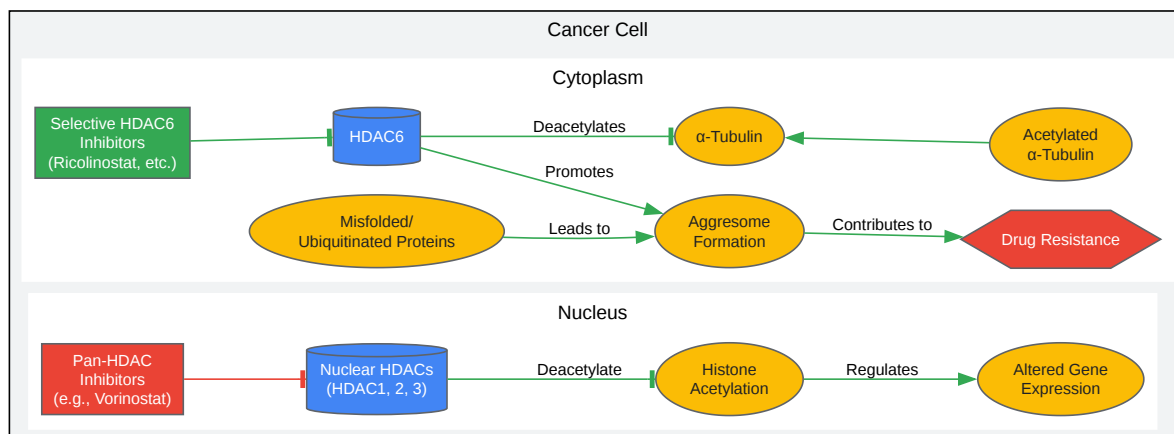 Cancer Cell
Cytoplasm
Selective HDAC6
Inhibitors
(Ricolinostat, etc.)
HDAC6
Deacetylates
α-Tubulin
Acetylated
α-Tubulin
Promotes
Misfolded/
Ubiquitinated Proteins
Leads to
Aggresome
Formation
Contributes to
Drug Resistance
Nucleus
Pan-HDAC
Inhibitors
(e.g., Vorinostat)
Nuclear HDACs
(HDAC1, 2, 3)
Deacetylate
Histone
Acetylation
Regulates
Altered Gene
Expression